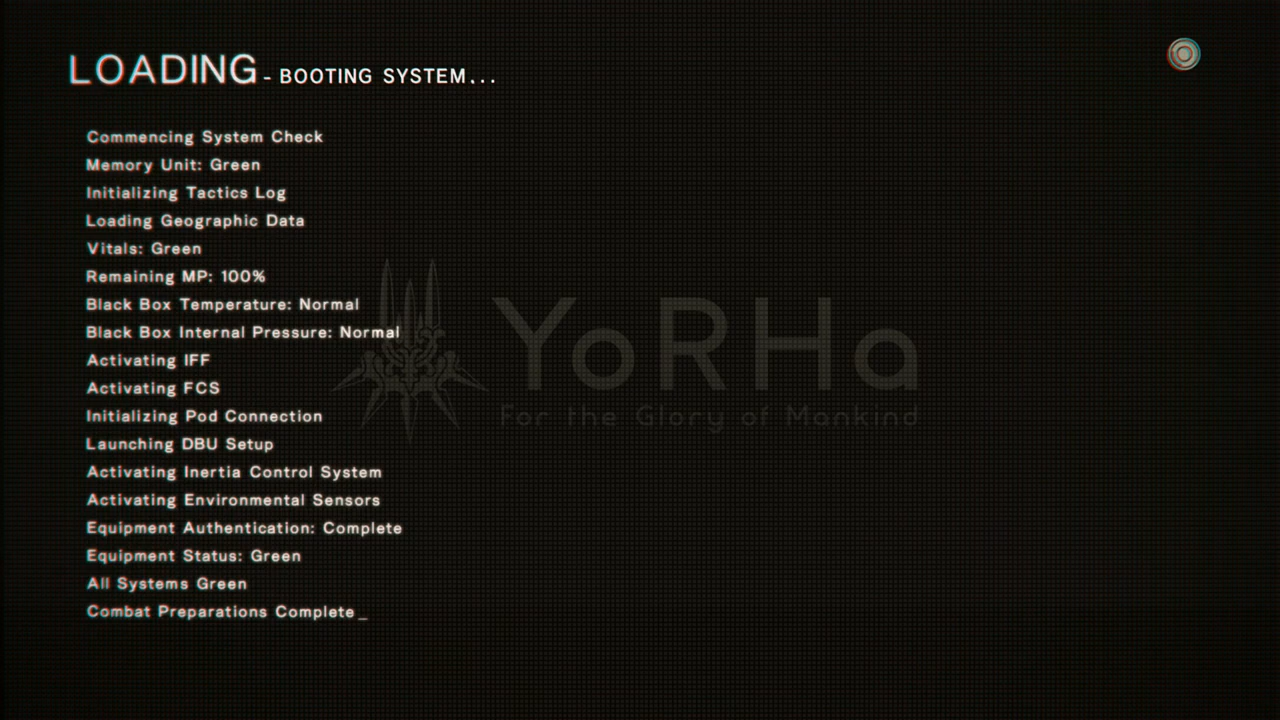 LOADING - BOOTING SYSTEM...
Commencing System Check
Memory Unit: Green
Initializing Tactics Log
Loading Geographic Data
Vitals: Green
Remaining MP: 100%
Black Box Temperature: Normal
Black Box Internal Pressure: Normal
Activating IFF
Activating FCS
Initializing Pod Connection
Launching DBU Setup
Activating Inertia Control System
Activating Environmental Sensors
Equipment Authentication: Complete
Equipment Status: Green
All Systems Green
Combat Preparations Complete_
YoRHa
For the Glory of Mankind